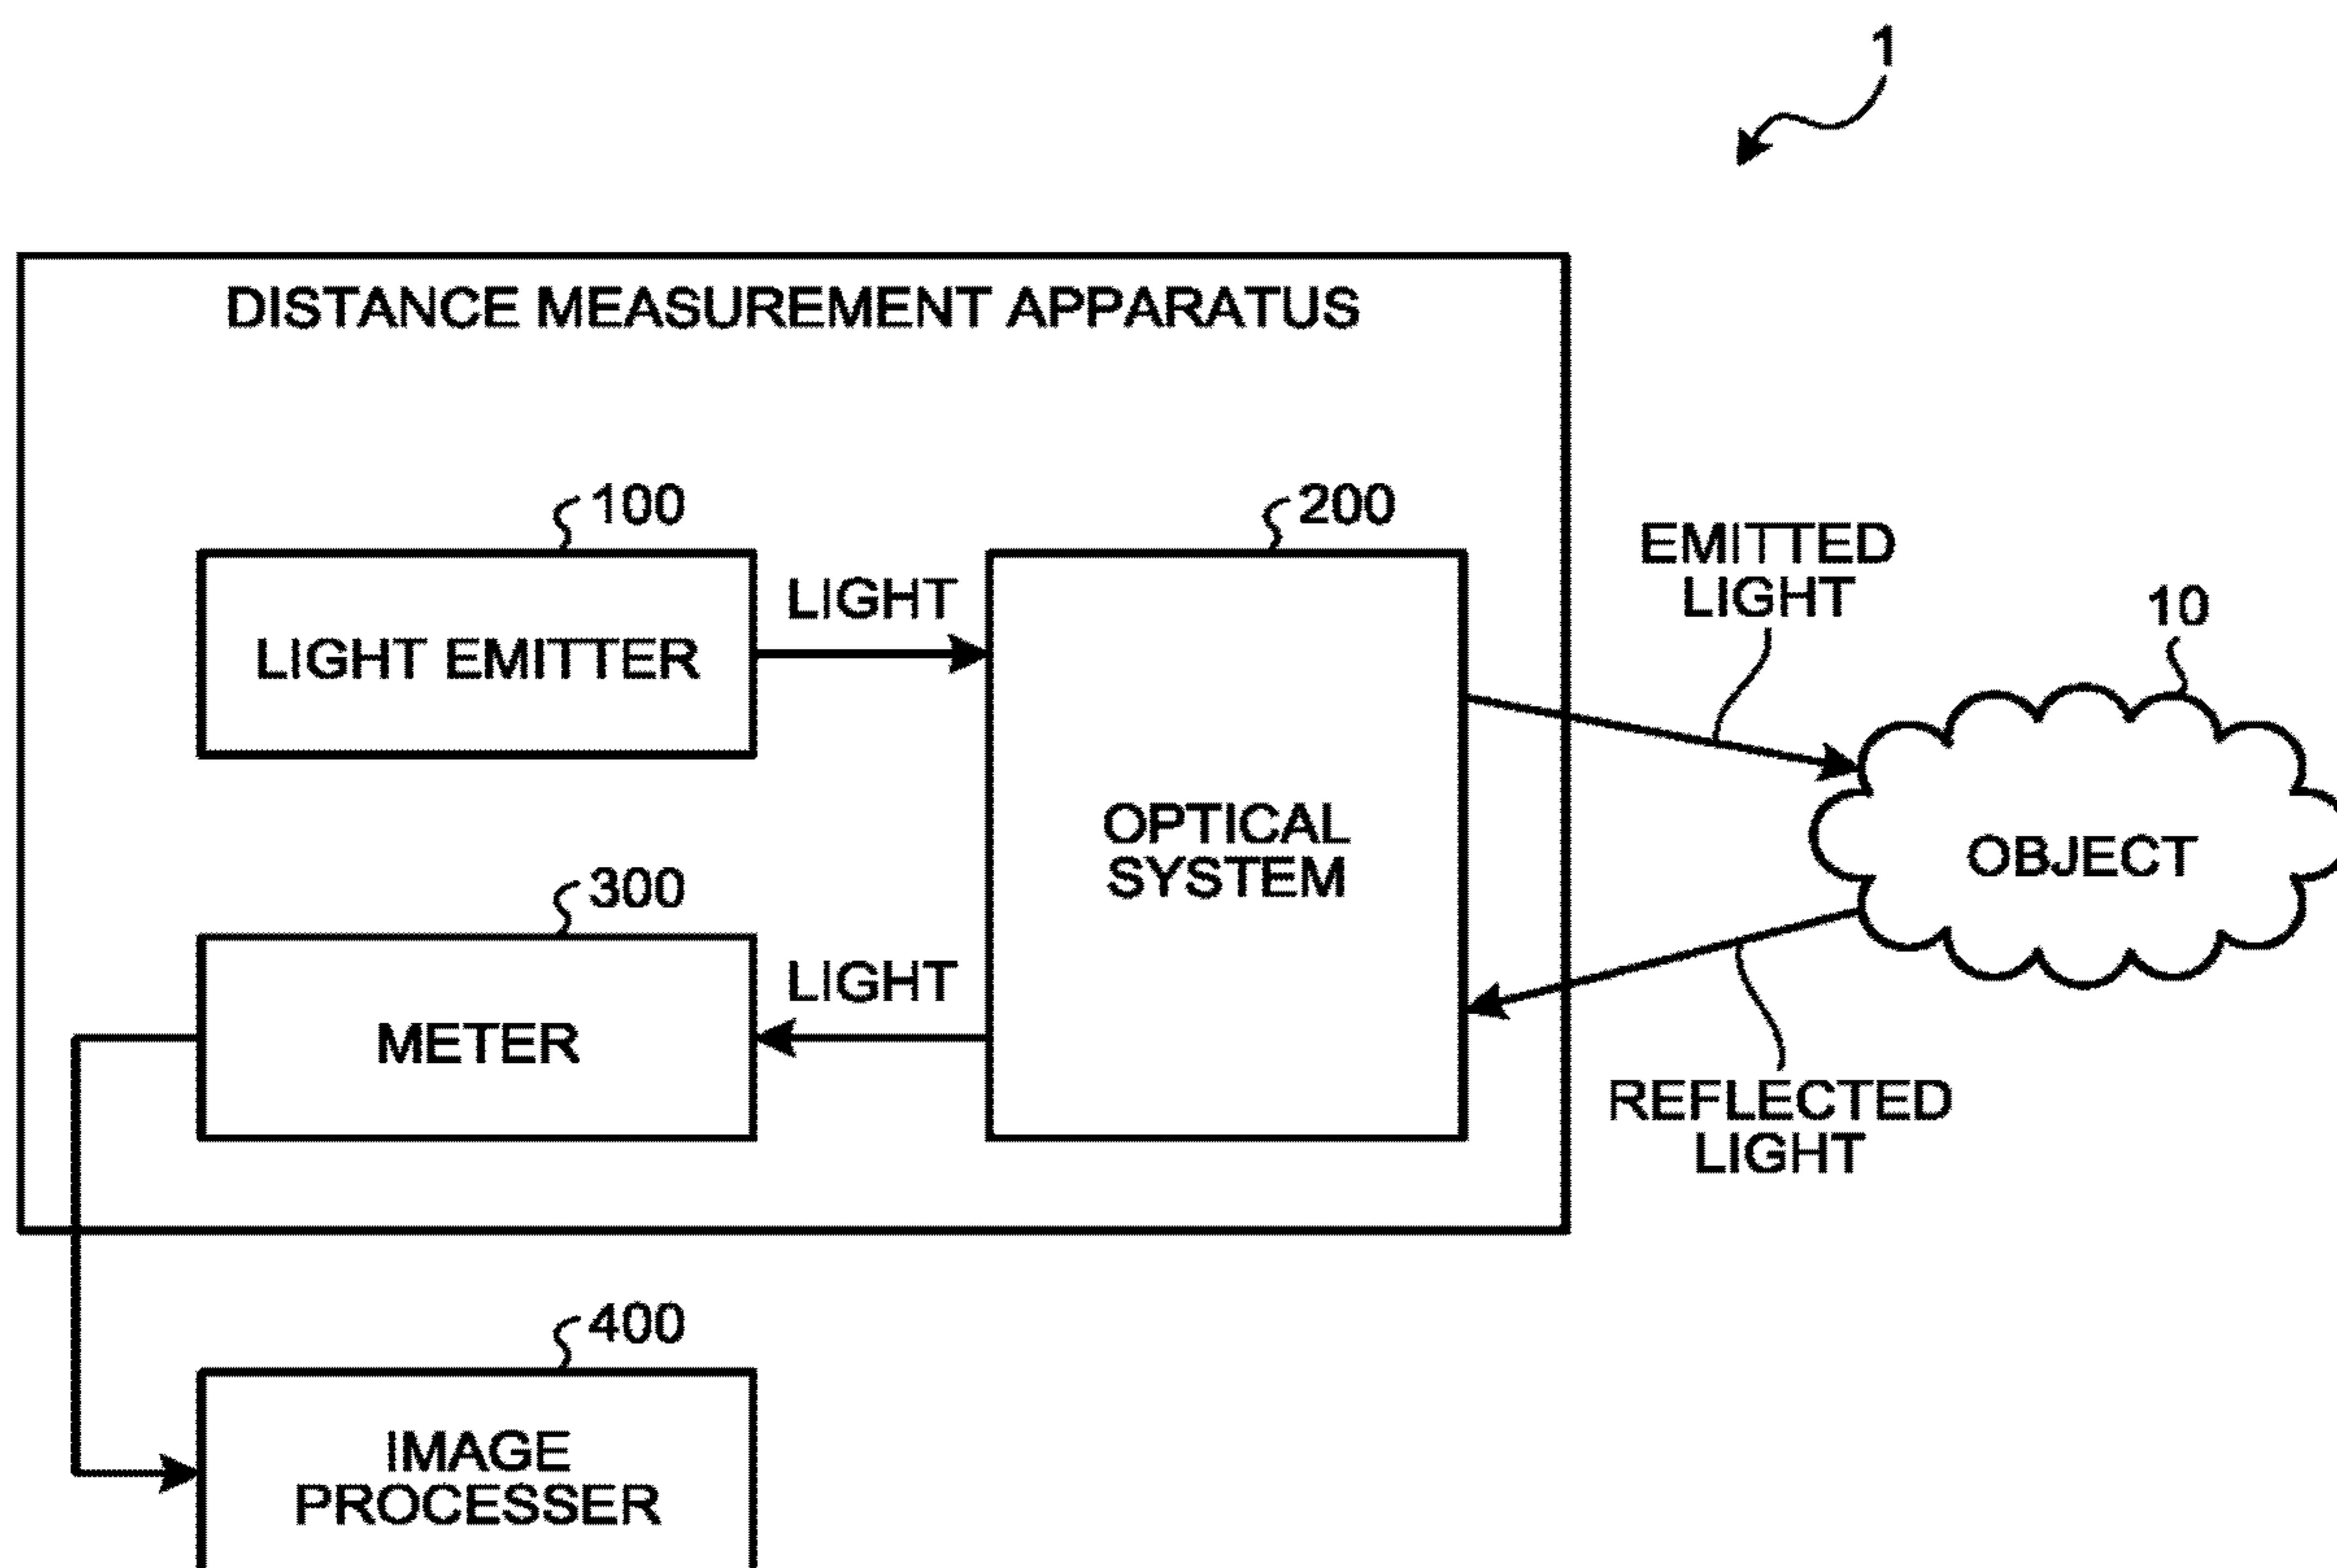 1
DISTANCE MEASUREMENT APPARATUS
100
200
LIGHT
EMITTED
LIGHT
10
LIGHT EMITTER
OPTICAL
SYSTEM
OBJECT
300
LIGHT
METER
REFLECTED
LIGHT
400
IMAGE
PROCESSER